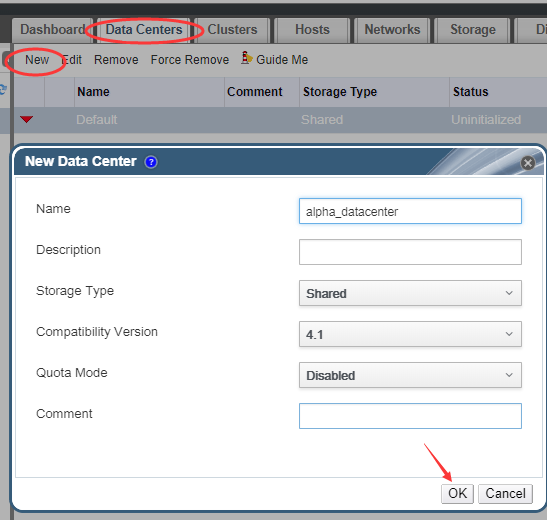 Dashboard Data Centers Clusters Hosts Networks Storage Di
New Edit Remove Force Remove Guide Me
Name Comment Storage Type Status
Default Shared Uninitialized
New Data Center ?
Name alpha_datacenter
Description
Storage Type Shared
Compatibility Version 4.1
Quota Mode Disabled
Comment
OK Cancel